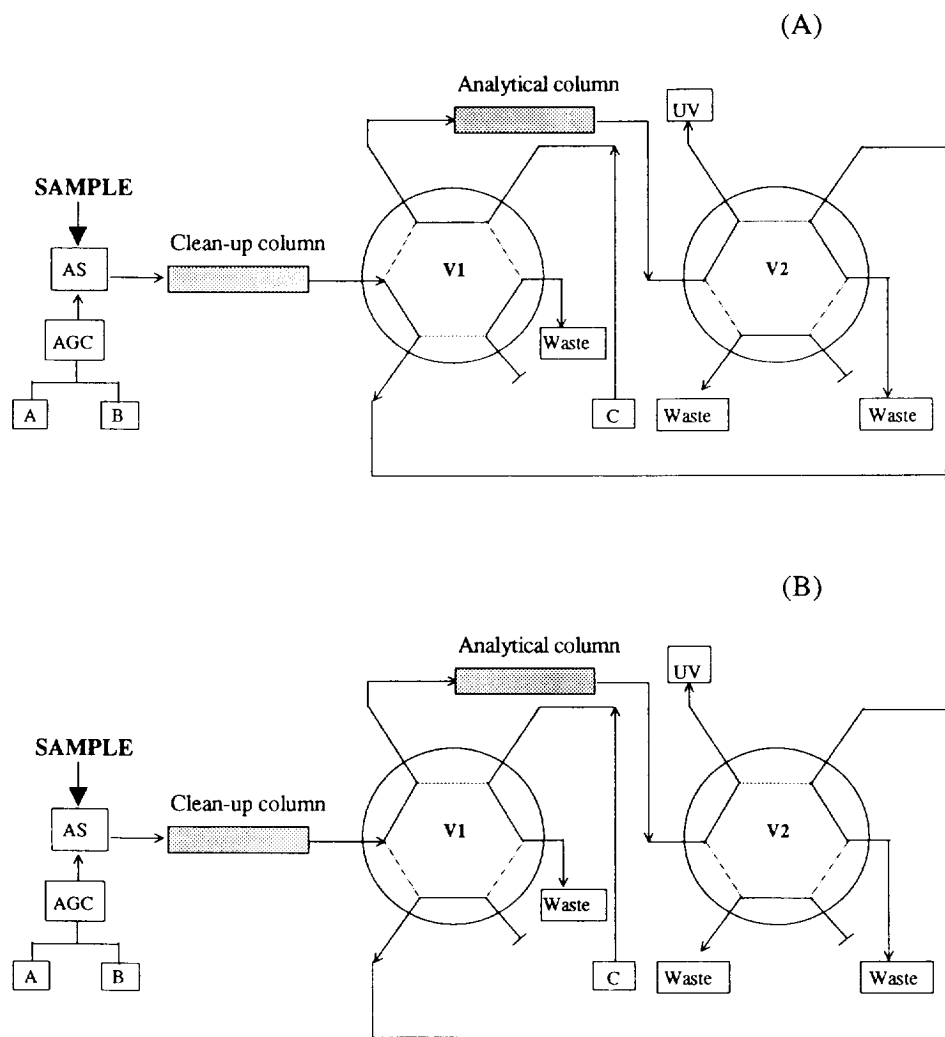 (A)
Analytical column
UV
SAMPLE
Clean-up column
AS
V1
V2
AGC
Waste
A
B
C
Waste
Waste
(B)
Analytical column
UV
SAMPLE
Clean-up column
AS
V1
V2
AGC
Waste
A
B
C
Waste
Waste